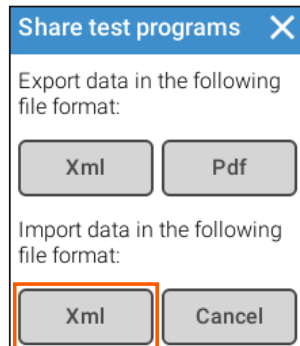 Share test programs
Export data in the following
file format:
Xml Pdf
Import data in the following
file format:
Xml Cancel